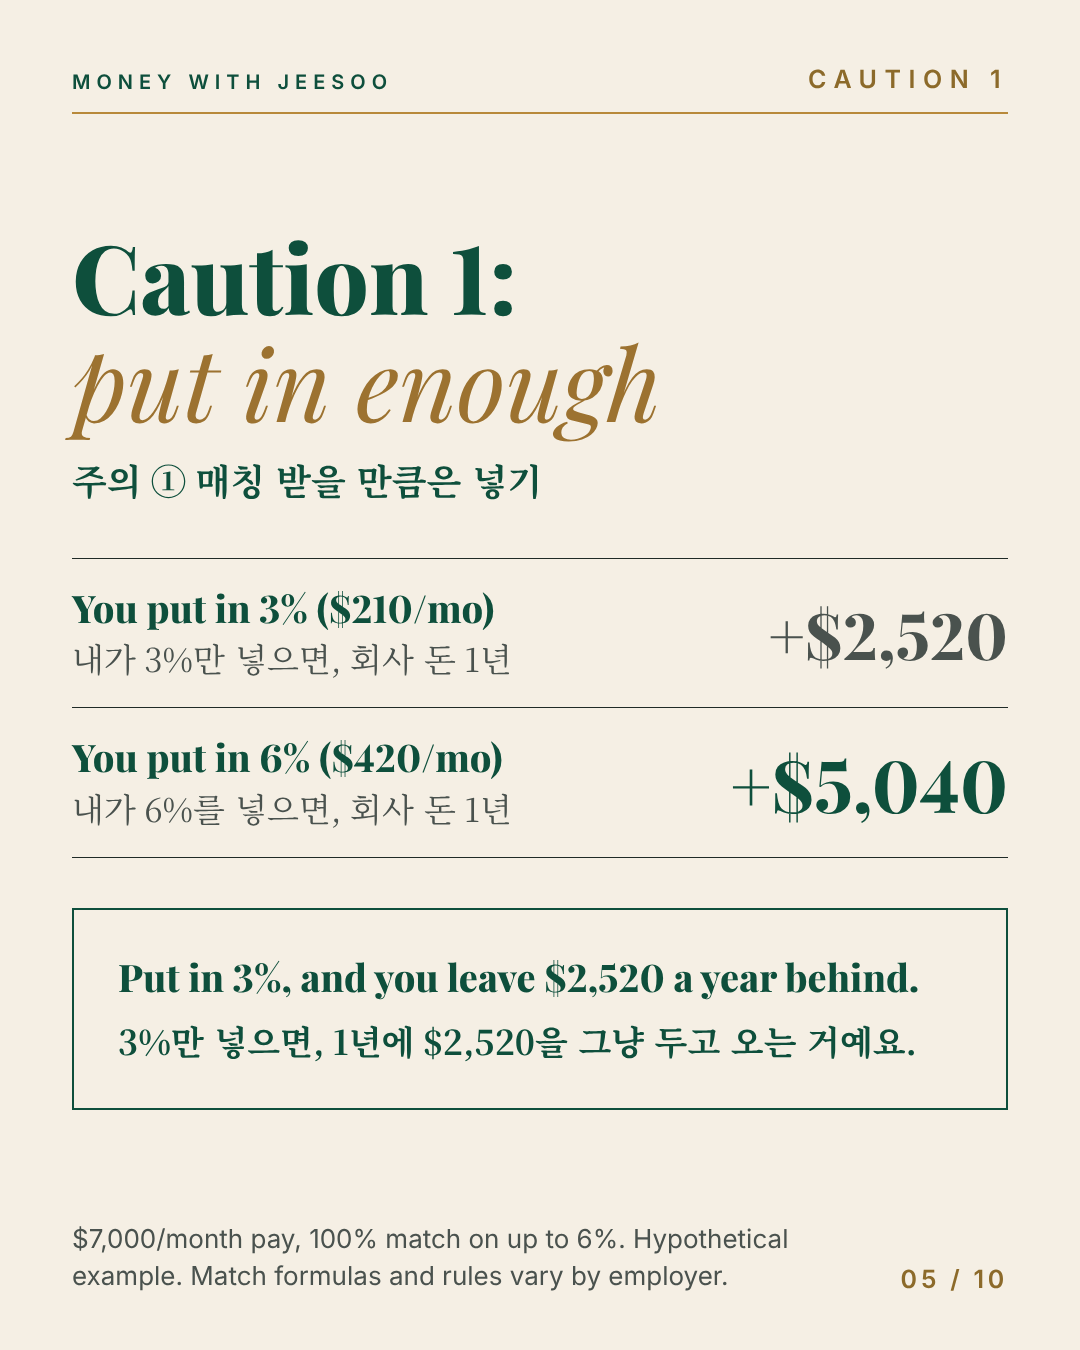 MONEY WITH JEESOO
CAUTION 1
Caution 1:
put in enough
주의 ① 매칭 받을 만큼은 넣기
You put in 3% ($210/mo)
내가 3%만 넣으면, 회사 돈 1년
+$2,520
You put in 6% ($420/mo)
내가 6%를 넣으면, 회사 돈 1년
+$5,040
Put in 3%, and you leave $2,520 a year behind.
3%만 넣으면, 1년에 $2,520을 그냥 두고 오는 거예요.
$7,000/month pay, 100% match on up to 6%. Hypothetical
example. Match formulas and rules vary by employer.
05 / 10